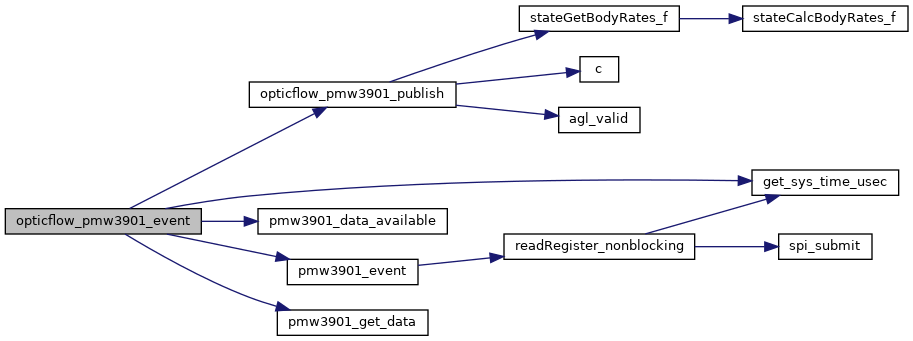 stateGetBodyRates_f
stateCalcBodyRates_f
c
opticflow_pmw3901_publish
agl_valid
get_sys_time_usec
opticflow_pmw3901_event
pmw3901_data_available
readRegister_nonblocking
spi_submit
pmw3901_event
pmw3901_get_data